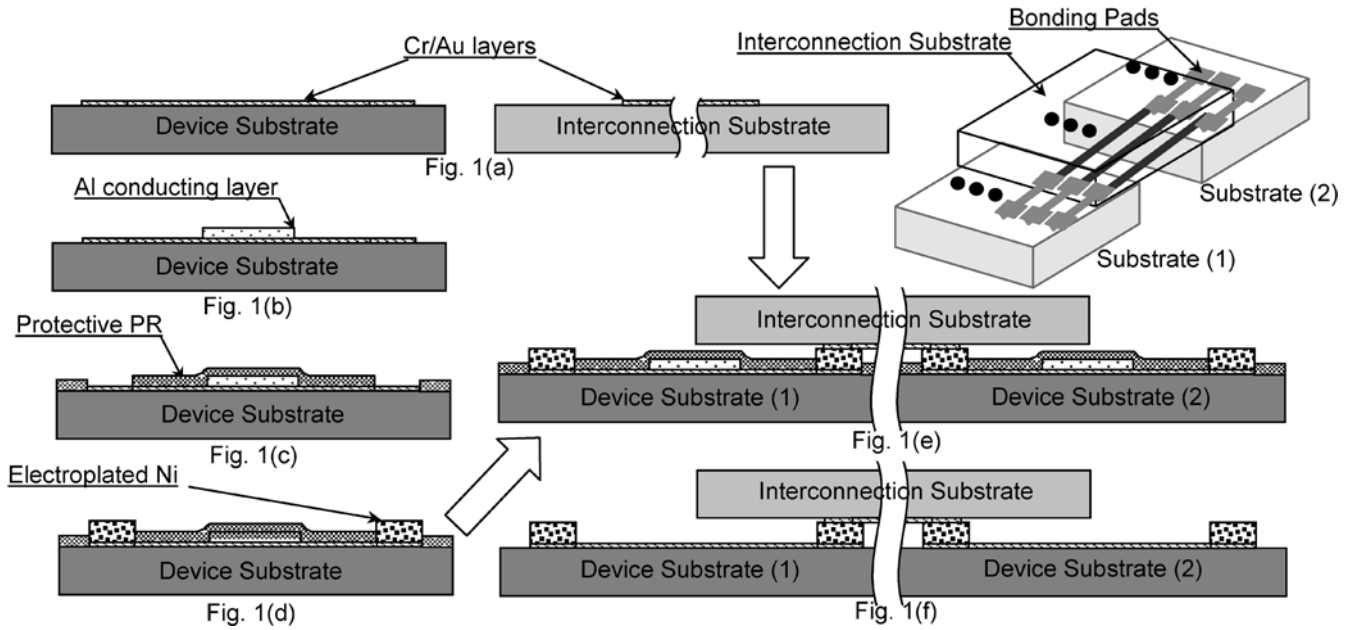 Cr/Au layers
Device Substrate
Interconnection Substrate
Fig. 1(a)
Bonding Pads
Interconnection Substrate
Substrate (2)
Substrate (1)
Al conducting layer
Device Substrate
Fig. 1(b)
Protective PR
Device Substrate
Fig. 1(c)
Electroplated Ni
Device Substrate
Fig. 1(d)
Interconnection Substrate
Device Substrate (1)
Device Substrate (2)
Fig. 1(e)
Interconnection Substrate
Device Substrate (1)
Device Substrate (2)
Fig. 1(f)